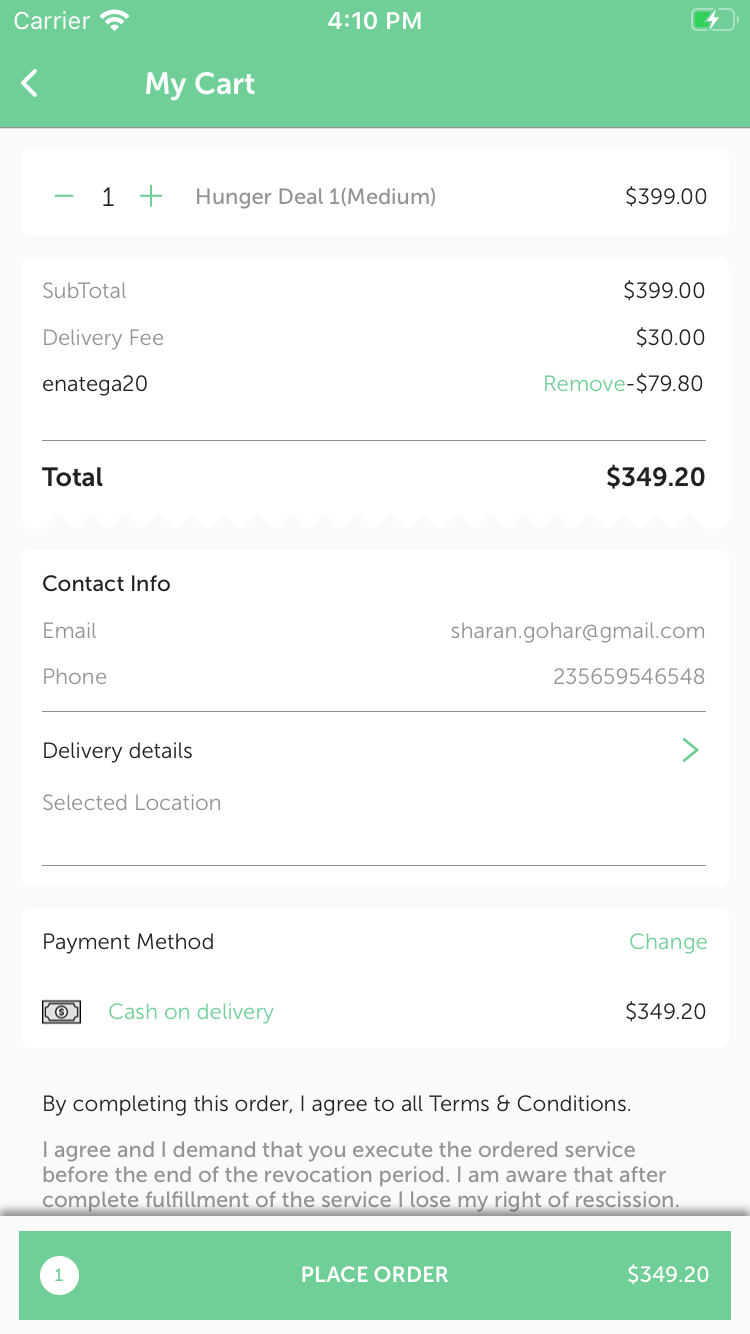 Carrier 4:10 PM
My Cart
1 Hunger Deal 1(Medium) $399.00
SubTotal $399.00
Delivery Fee $30.00
enatega20 Remove-$79.80
Total $349.20
Contact Info
Email sharan.gohar@gmail.com
Phone 235659546548
Delivery details
Selected Location
Payment Method Change
Cash on delivery $349.20
By completing this order, I agree to all Terms & Conditions.
I agree and I demand that you execute the ordered service
before the end of the revocation period. I am aware that after
complete fulfillment of the service I lose my right of rescission.
1 PLACE ORDER $349.20